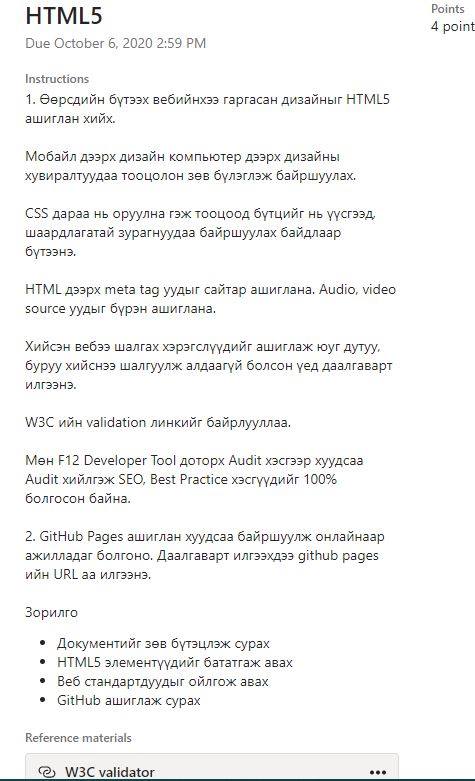 HTML5
Points
4 point
Due October 6, 2020 2:59 PM
Instructions
1. Өөрсдийн бүтээх вебийнхээ гаргасан дизайныг HTML5
ашиглан хийх.
Мобайл дээрх дизайн компьютер дээрх дизайны
хувиралтуудаа тооцолон зөв бүлэглэж байршуулах.
CSS дараа нь оруулна гэж тооцоод бүтцийг нь үүсгээд,
шаардлагатай зурагнуудаа байршуулах байдлаар
бүтээнэ.
HTML дээрх meta tag уудыг сайтар ашиглана. Audio, video
source уудыг бүрэн ашиглана.
Хийсэн вебээ шалгах хэрэгслүүдийг ашиглаж юуг дутуу,
буруу хийснээ шалгуулж алдаагүй болсон үед даалгаварт
илгээнэ.
W3C ийн validation линкийг байрлууллаа.
Мөн F12 Developer Tool доторх Audit хэсгээр хуудсаа
Audit хийлгэж SEO, Best Practice хэсгүүдийг 100%
болгосон байна.
2. GitHub Pages ашиглан хуудсаа байршуулж онлайнаар
ажилладаг болгоно. Даалгаварт илгээхдээ github pages
ийн URL аа илгээнэ.
Зорилго
• Документийг зөв бүтэцлэж сурах
• HTML5 элементүүдийг бататгаж авах
• Веб стандартдуудыг ойлгож авах
• GitHub ашиглаж сурах
Reference materials
W3C validator